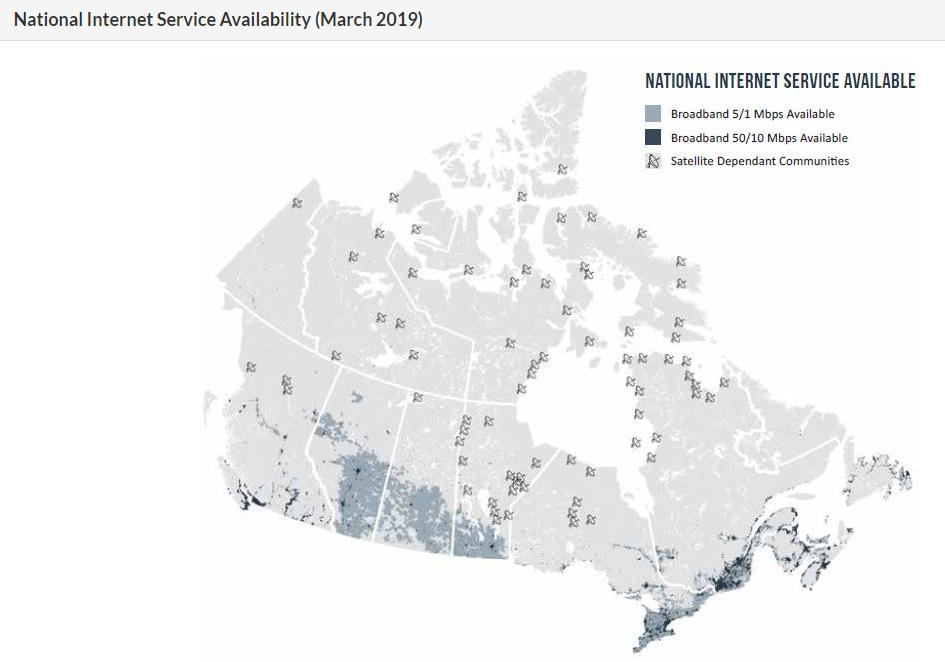 National Internet Service Availability (March 2019)
NATIONAL INTERNET SERVICE AVAILABLE
Broadband 5/1 Mbps Available
Broadband 50/10 Mbps Available
Satellite Dependant Communities